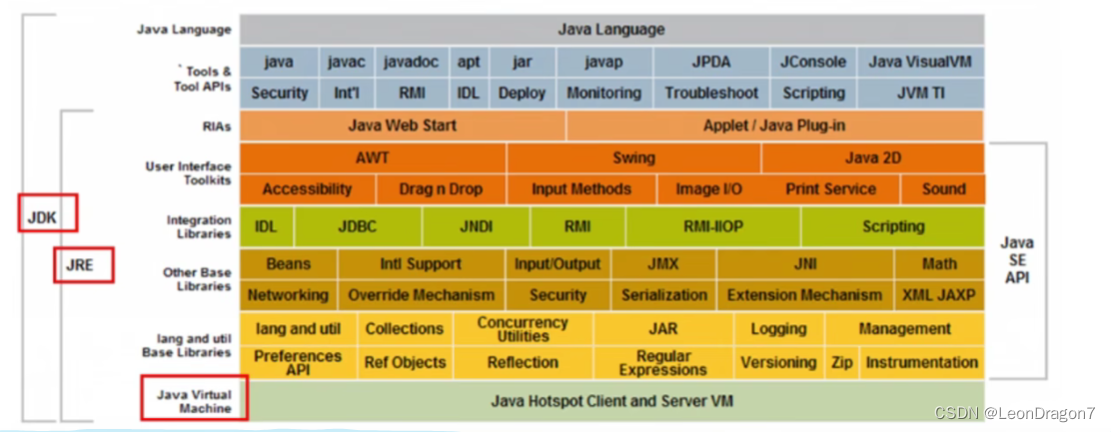 Java Language Java Language
` Tools & Tool APIs
java javac javadoc apt jar javap JPDA JConsole Java VisualVM
Security Int'l RMI IDL Deploy Monitoring Troubleshoot Scripting JVM TI
RIAs Java Web Start Applet / Java Plug-in
User Interface Toolkits
AWT Swing Java 2D
Accessibility Drag n Drop Input Methods Image I/O Print Service Sound
JDK
Integration Libraries
IDL JDBC JNDI RMI RMI-IIOP Scripting
JRE
Java SE API
Other Base Libraries
Beans Intl Support Input/Output JMX JNI Math
Networking Override Mechanism Security Serialization Extension Mechanism XML JAXP
lang and util Base Libraries
lang and util Collections Concurrency Utilities JAR Logging Management
Preferences API Ref Objects Reflection Regular Expressions Versioning Zip Instrumentation
Java Virtual Machine
Java Hotspot Client and Server VM
CSDN @LeonDragon7